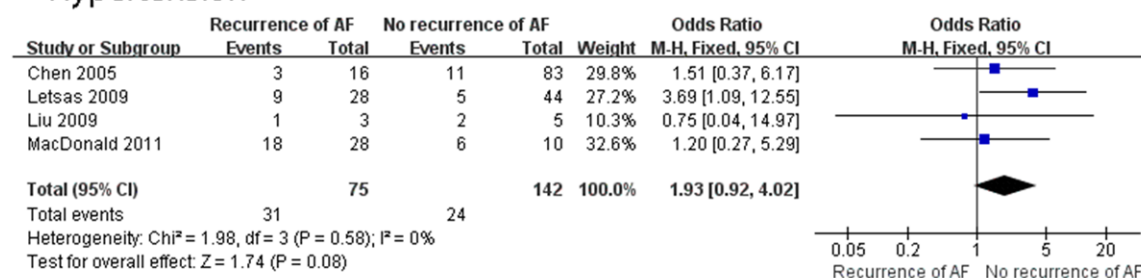 Hypertension
Recurrence of AF No recurrence of AF Odds Ratio Odds Ratio
Study or Subgroup Events Total Events Total Weight M-H, Fixed, 95% CI M-H, Fixed, 95% CI
Chen 2005 3 16 11 83 29.8% 1.51 [0.37, 6.17]
Letsas 2009 9 28 5 44 27.2% 3.69 [1.09, 12.55]
Liu 2009 1 3 2 5 10.3% 0.75 [0.04, 14.97]
MacDonald 2011 18 28 6 10 32.6% 1.20 [0.27, 5.29]
Total (95% CI) 75 142 100.0% 1.93 [0.92, 4.02]
Total events 31 24
Heterogeneity: Chi² = 1.98, df = 3 (P = 0.58); I² = 0%
Test for overall effect: Z = 1.74 (P = 0.08)
0.05 0.2 1 5 20
Recurrence of AF No recurrence of AF